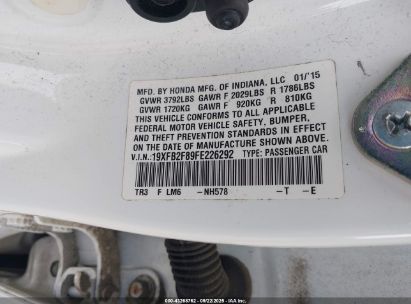 MFD. BY HONDA MFG. OF INDIANA, LLC 01/'15
GVWR 3792LBS GAWR F 2029LBS R 1786LBS
GVWR 1720KG GAWR F 920KG R 810KG
THIS VEHICLE CONFORMS TO ALL APPLICABLE
FEDERAL MOTOR VEHICLE SAFETY, BUMPER,
AND THEFT PREVENTION STANDARDS IN EFFECT
ON THE DATE OF MANUFACTURE SHOWN ABOVE.
V.I.N.:19XFB2F89FE226292 TYPE: PASSENGER CAR
TR3 F LM6 -NH578 -T -E